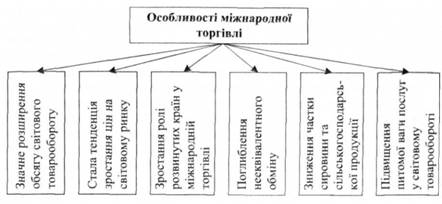 Особливості міжнародної
торгівлі
Значне розширення
обсягу світового
товарообороту
Стала тенденція
зростання цін на
світовому ринку
Зростання ролі
розвинутих країн у
міжнародній
торгівлі
Поглиблення
нееквівалентного
обміну
Зниження частки
сировини та
сільськогосподарсь-
кої продукції
Підвищення
питомої ваги послуг
у світовому
товарообороті